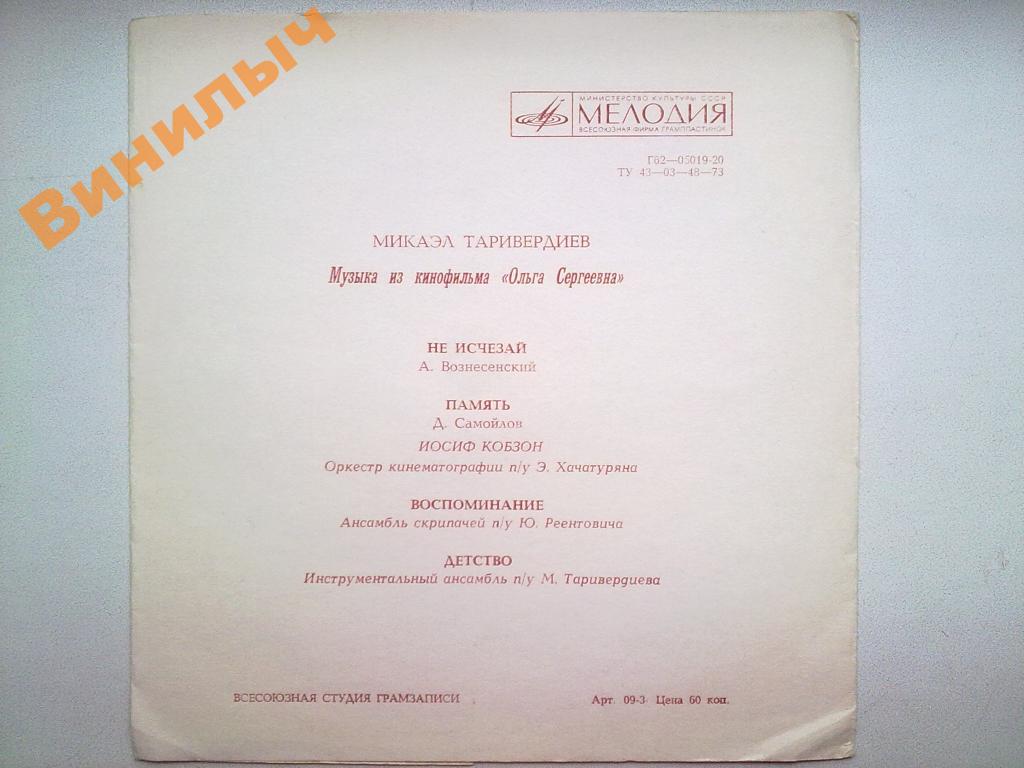 Винилыч
МИНИСТЕРСТВО КУЛЬТУРЫ СССР
МЕЛОДИЯ
ВСЕСОЮЗНАЯ ФИРМА ГРАМПЛАСТИНОК
Гб2—05019-20
ТУ 43—03—48—73
МИКАЭЛ ТАРИВЕРДИЕВ
Музыка из кинофильма «Ольга Сергеевна»
НЕ ИСЧЕЗАЙ
А. Вознесенский
ПАМЯТЬ
Д. Самойлов
ИОСИФ КОБЗОН
Оркестр кинематографии п/у Э. Хачатуряна
ВОСПОМИНАНИЕ
Ансамбль скрипачей п/у Ю. Реентовича
ДЕТСТВО
Инструментальный ансамбль п/у М. Таривердиева
ВСЕСОЮЗНАЯ СТУДИЯ ГРАМЗАПИСИ
Арт. 09-3 Цена 60 коп.